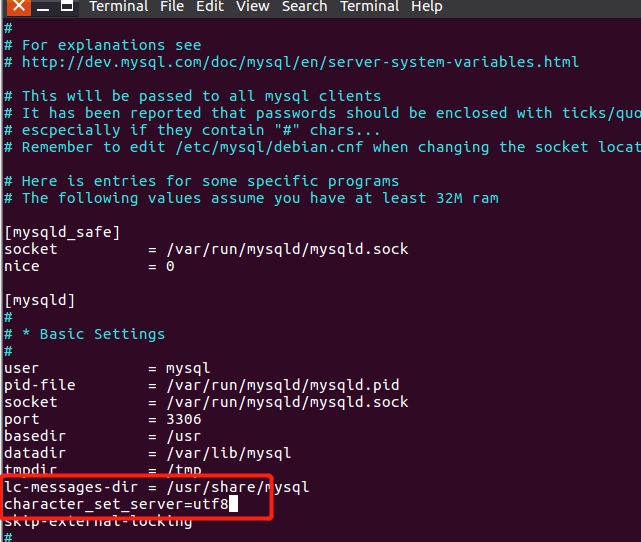 Terminal File Edit View Search Terminal Help
#
# For explanations see
# http://dev.mysql.com/doc/mysql/en/server-system-variables.html
# This will be passed to all mysql clients
# It has been reported that passwords should be enclosed with ticks/quo
# escpecially if they contain "#" chars...
# Remember to edit /etc/mysql/debian.cnf when changing the socket locat
# Here is entries for some specific programs
# The following values assume you have at least 32M ram
[mysqld_safe]
socket = /var/run/mysqld/mysqld.sock
nice = 0
[mysqld]
#
# * Basic Settings
#
user = mysql
pid-file = /var/run/mysqld/mysqld.pid
socket = /var/run/mysqld/mysqld.sock
port = 3306
basedir = /usr
datadir = /var/lib/mysql
tmpdir = /tmp
lc-messages-dir = /usr/share/mysql
character_set_server=utf8
skip-external-locking
#